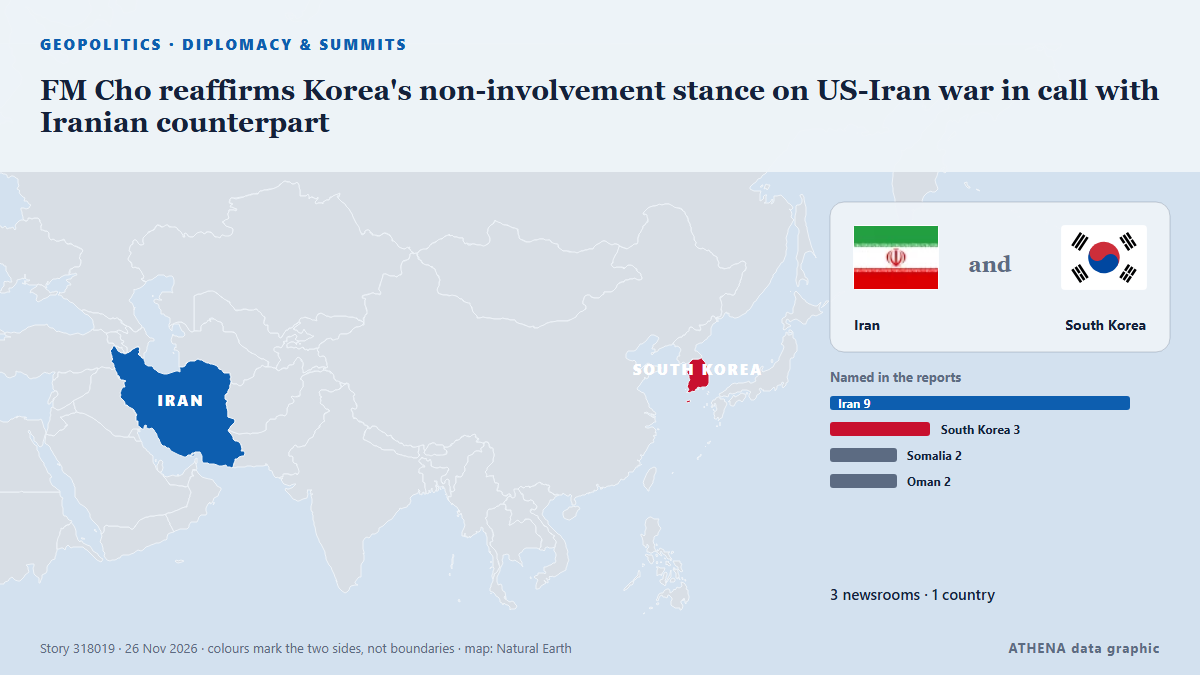 GEOPOLITICS · DIPLOMACY & SUMMITS
FM Cho reaffirms Korea's non-involvement stance on US-Iran war in call with
Iranian counterpart
and
Iran
South Korea
IRAN
SOUTH KOREA
Named in the reports
Iran 9
South Korea 3
Somalia 2
Oman 2
3 newsrooms · 1 country
Story 318019 · 26 Nov 2026 · colours mark the two sides, not boundaries · map: Natural Earth
ATHENA data graphic